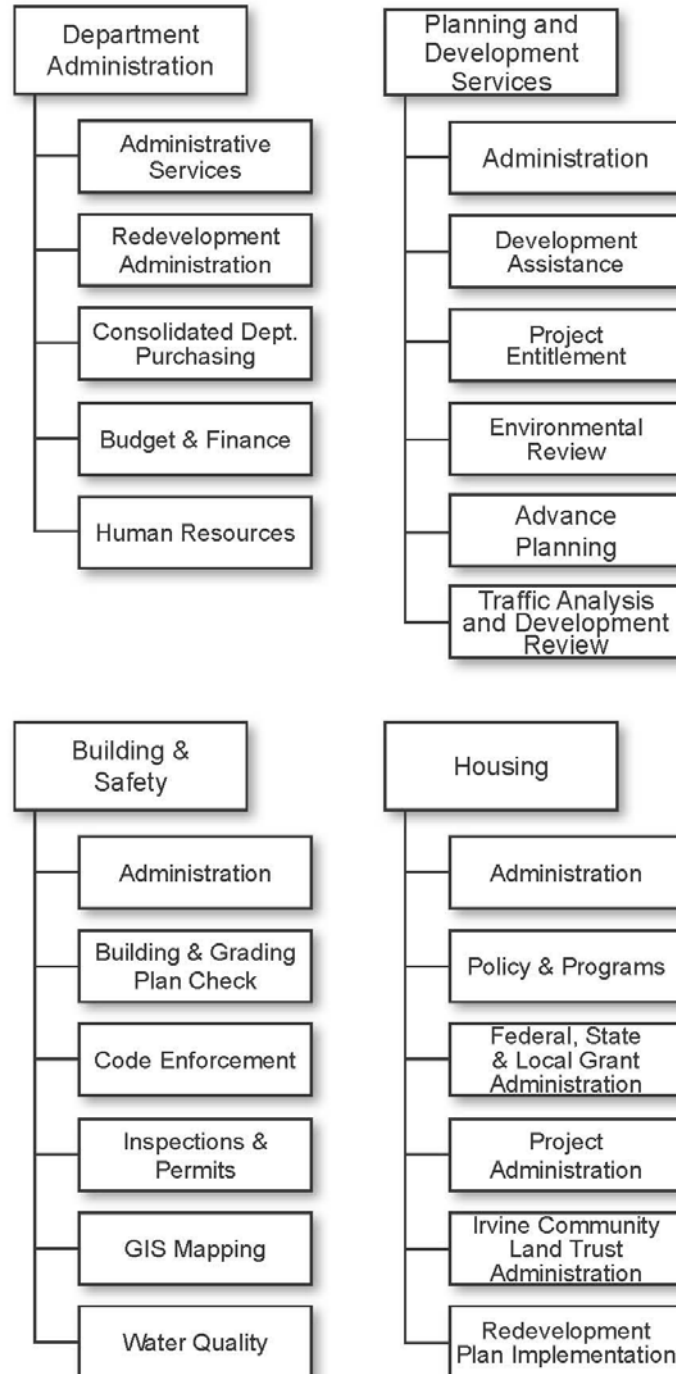 Department
Administration
Administrative
Services
Redevelopment
Administration
Consolidated Dept.
Purchasing
Budget & Finance
Human Resources
Planning and
Development
Services
Administration
Development
Assistance
Project
Entitlement
Environmental
Review
Advance
Planning
Traffic Analysis
and Development
Review
Building &
Safety
Administration
Building & Grading
Plan Check
Code Enforcement
Inspections &
Permits
GIS Mapping
Water Quality
Housing
Administration
Policy & Programs
Federal, State
& Local Grant
Administration
Project
Administration
Irvine Community
Land Trust
Administration
Redevelopment
Plan Implementation